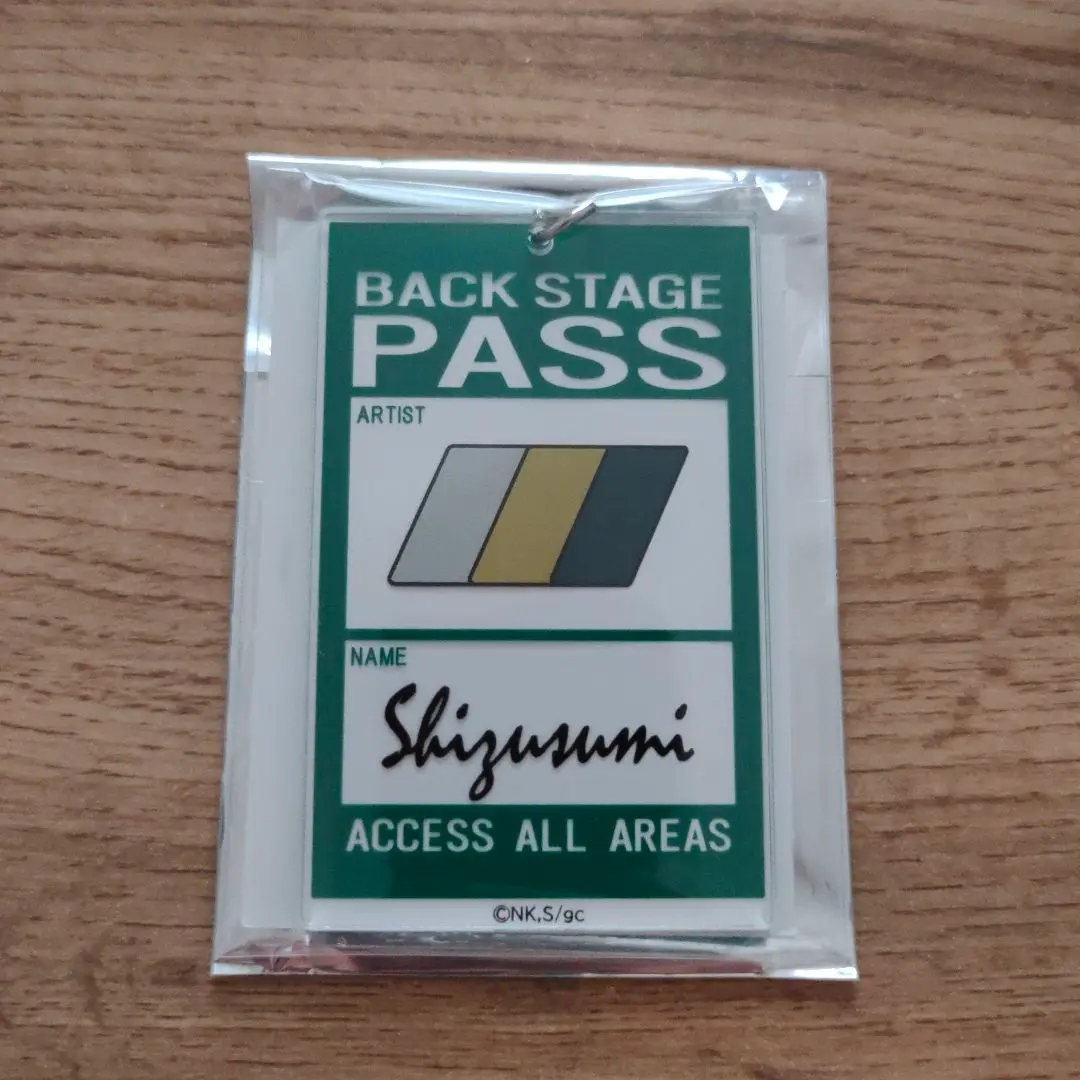 BACK STAGE
PASS
ARTIST
NAME
Shizusumi
ACCESS ALL AREAS
©NK,S/gc